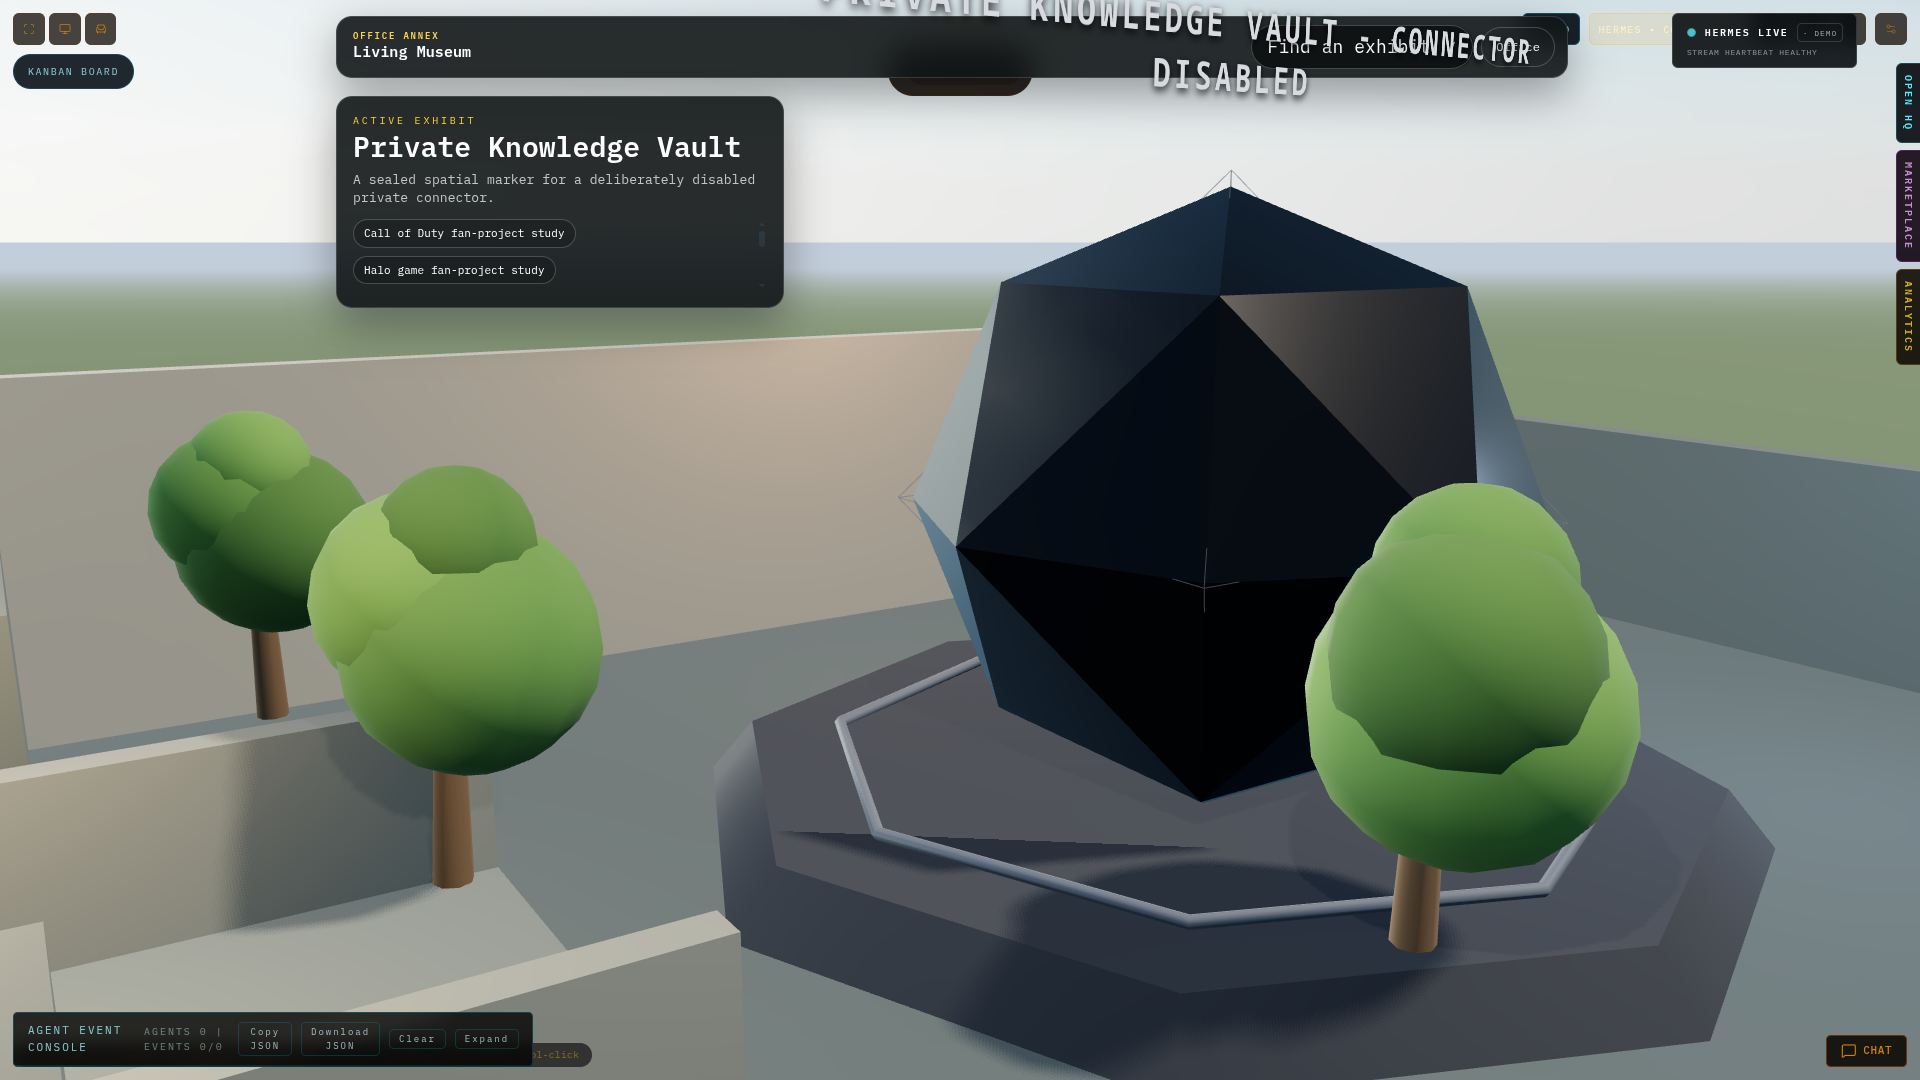 PRIVATE KNOWLEDGE VAULT - CONNECTOR
DISABLED
OFFICE ANNEX
Living Museum
Find an exhibit
Office
HERMES LIVE
- DEMO
STREAM HEARTBEAT HEALTHY
HERMES
KANBAN BOARD
OPEN HQ
MARKETPLACE
ANALYTICS
ACTIVE EXHIBIT
Private Knowledge Vault
A sealed spatial marker for a deliberately disabled
private connector.
Call of Duty fan-project study
Halo game fan-project study
AGENT EVENT
CONSOLE
AGENTS 0 |
EVENTS 0/0
Copy
JSON
Download
JSON
Clear
Expand
ol-click
CHAT